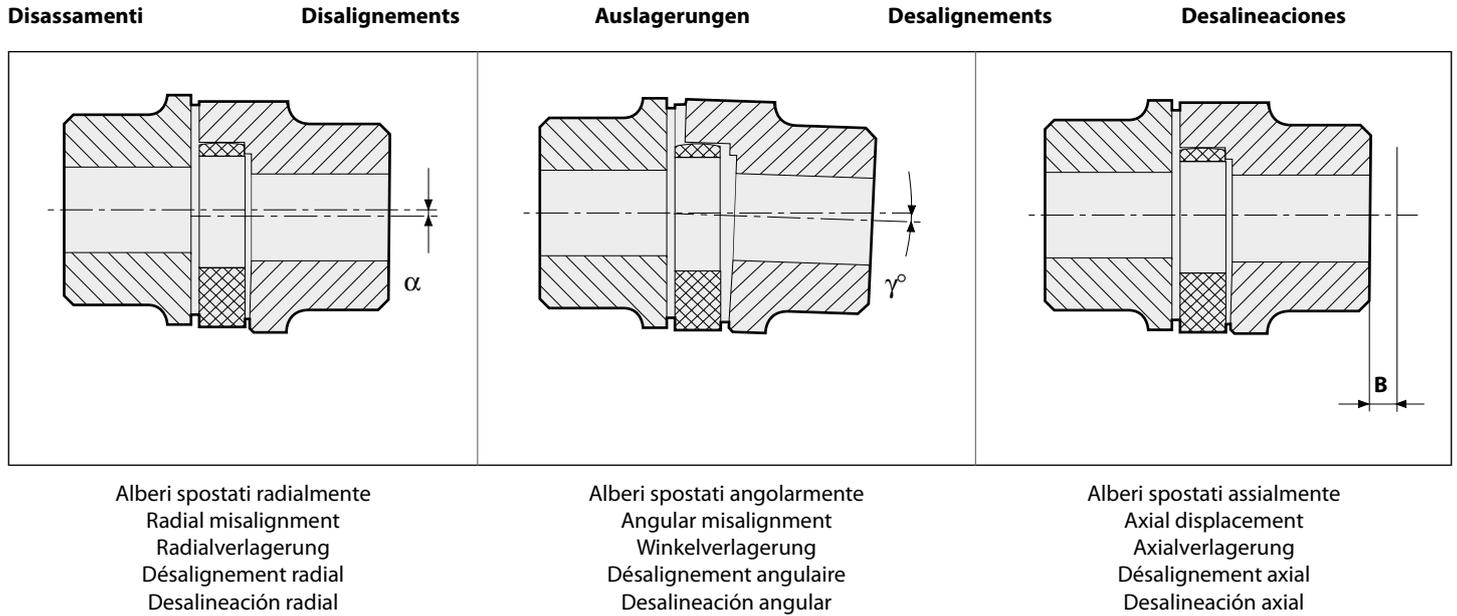 Disassamenti Disalignements Auslagerungen Desalignements Desalineaciones
α
γ°
B
Alberi spostati radialmente
Radial misalignment
Radialverlagerung
Désalignement radial
Desalineación radial
Alberi spostati angolarmente
Angular misalignment
Winkelverlagerung
Désalignement angulaire
Desalineación angular
Alberi spostati assialmente
Axial displacement
Axialverlagerung
Désalignement axial
Desalineación axial